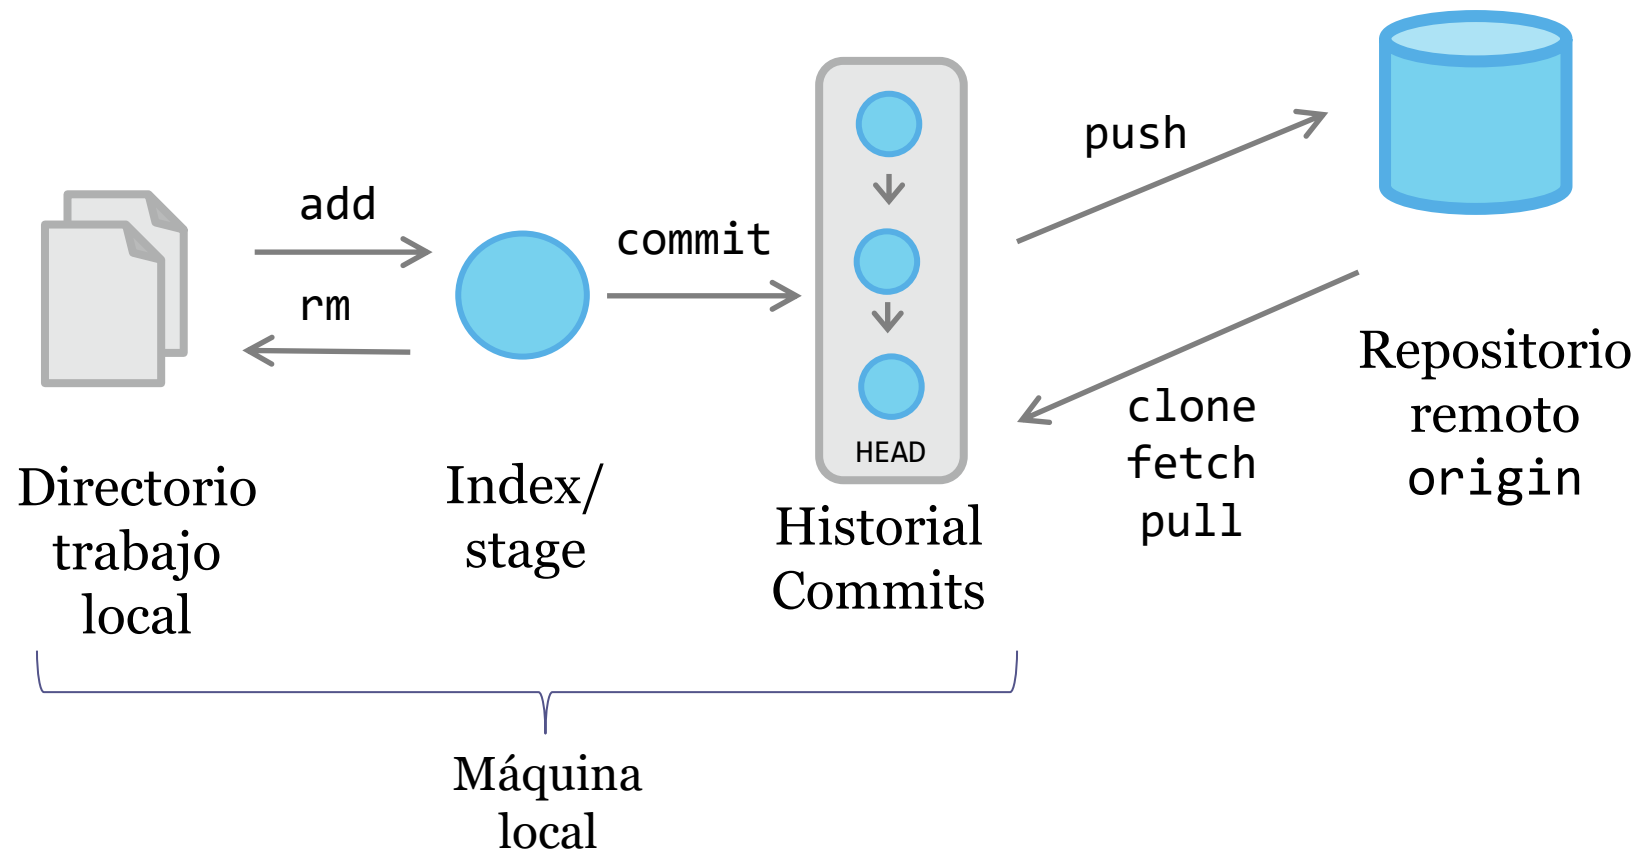 add
rm
commit
HEAD
push
clone
fetch
pull
Directorio
trabajo
local
Index/
stage
Historial
Commits
Repositorio
remoto
origin
Máquina
local